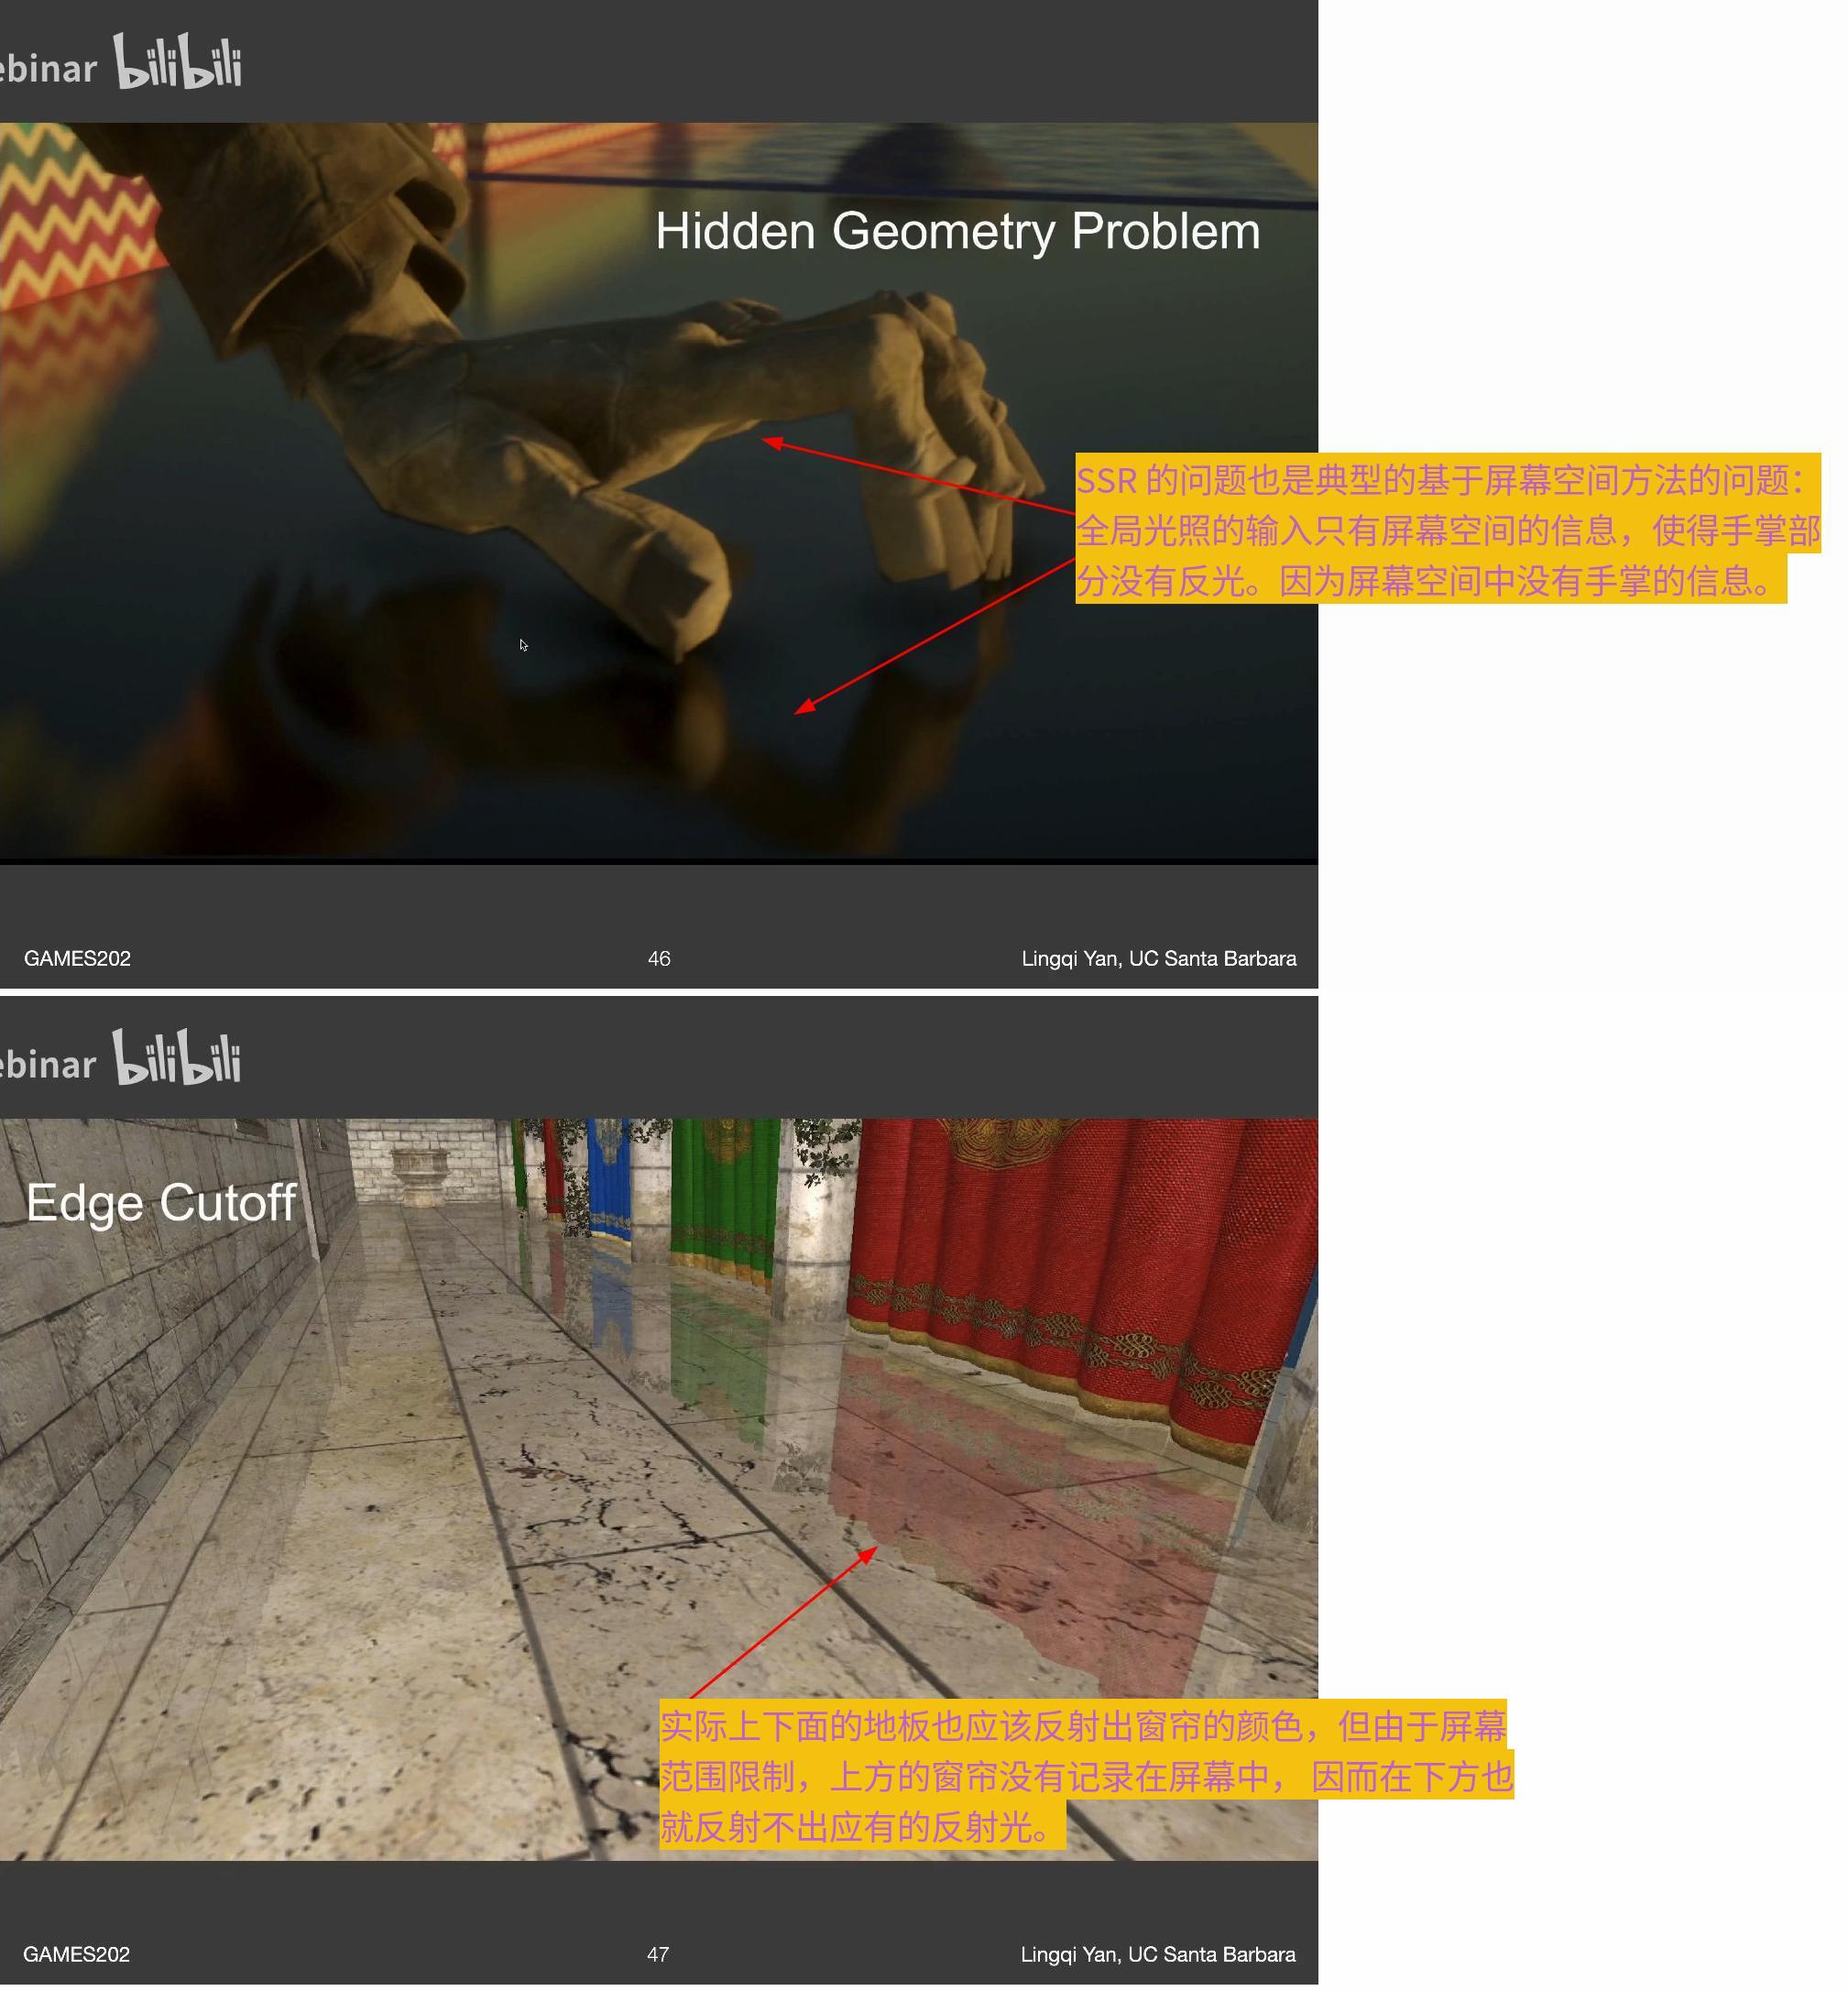 ebinar bilibili
Hidden Geometry Problem
SSR 的问题也是典型的基于屏幕空间方法的问题：
全局光照的输入只有屏幕空间的信息，使得手掌部
分没有反光。因为屏幕空间中没有手掌的信息。
GAMES202
46
Lingqi Yan, UC Santa Barbara
ebinar bilibili
Edge Cutoff
实际上下面的地板也应该反射出窗帘的颜色，但由于屏幕
范围限制，上方的窗帘没有记录在屏幕中， 因而在下方也
就反射不出应有的反射光。
GAMES202
47
Lingqi Yan, UC Santa Barbara